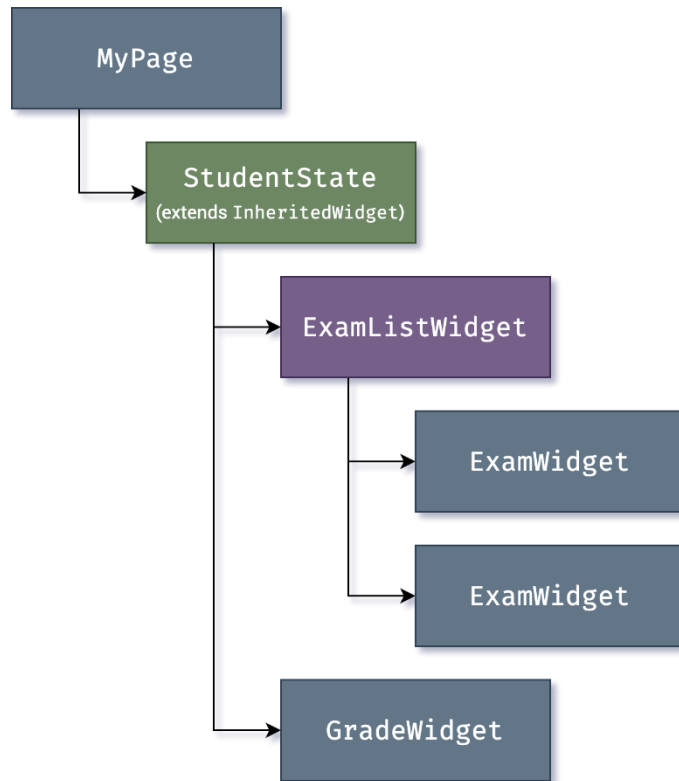 MyPage
StudentState
(extends InheritedWidget)
ExamListWidget
ExamWidget
ExamWidget
GradeWidget